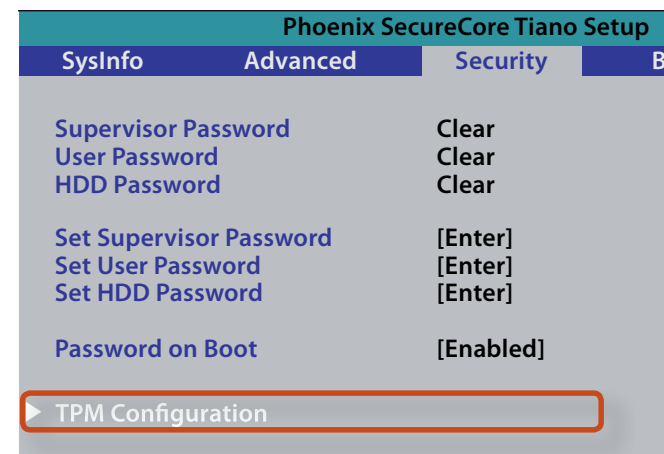 Phoenix SecureCore Tiano Setup
SysInfo Advanced Security B
Supervisor Password Clear
User Password Clear
HDD Password Clear
Set Supervisor Password [Enter]
Set User Password [Enter]
Set HDD Password [Enter]
Password on Boot [Enabled]
TPM Configuration